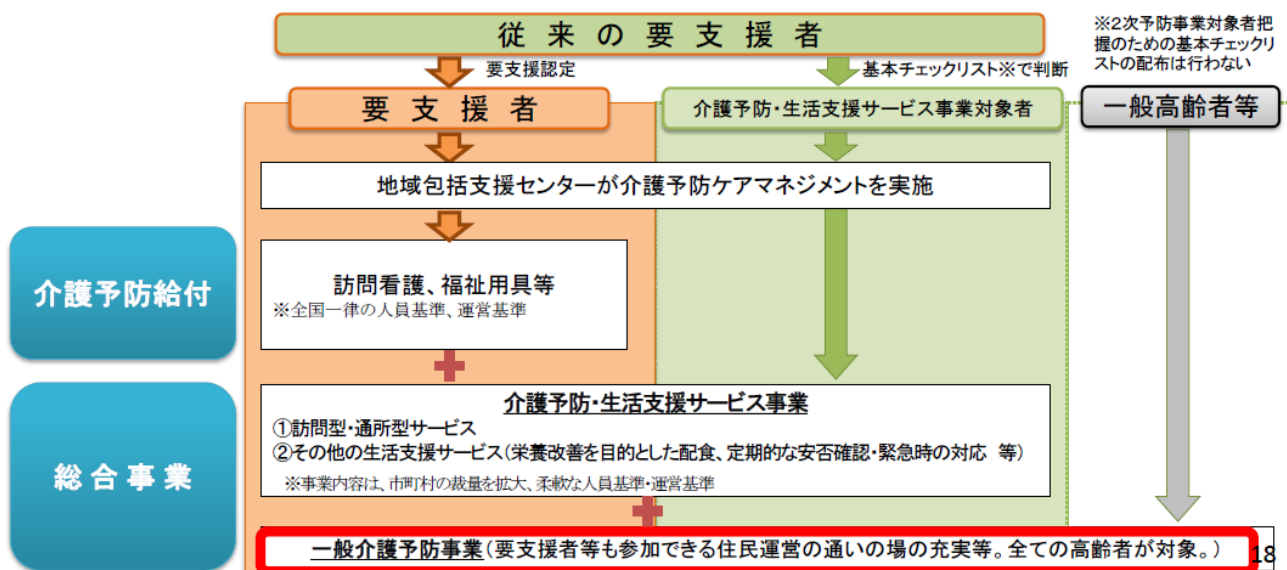 従来の要支援者
※２次予防事業対象者把
握のための基本チェックリ
ストの配布は行わない
要支援認定
基本チェックリスト※で判断
要支援者
介護予防・生活支援サービス事業対象者
一般高齢者等
地域包括支援センターが介護予防ケアマネジメントを実施
介護予防給付
訪問看護、福祉用具等
※全国一律の人員基準、運営基準
総合事業
介護予防・生活支援サービス事業
①訪問型・通所型サービス
②その他の生活支援サービス(栄養改善を目的とした配食、定期的な安否確認・緊急時の対応 等)
※事業内容は、市町村の裁量を拡大、柔軟な人員基準・運営基準
一般介護予防事業(要支援者等も参加できる住民運営の通いの場の充実等。全ての高齢者が対象。)
18